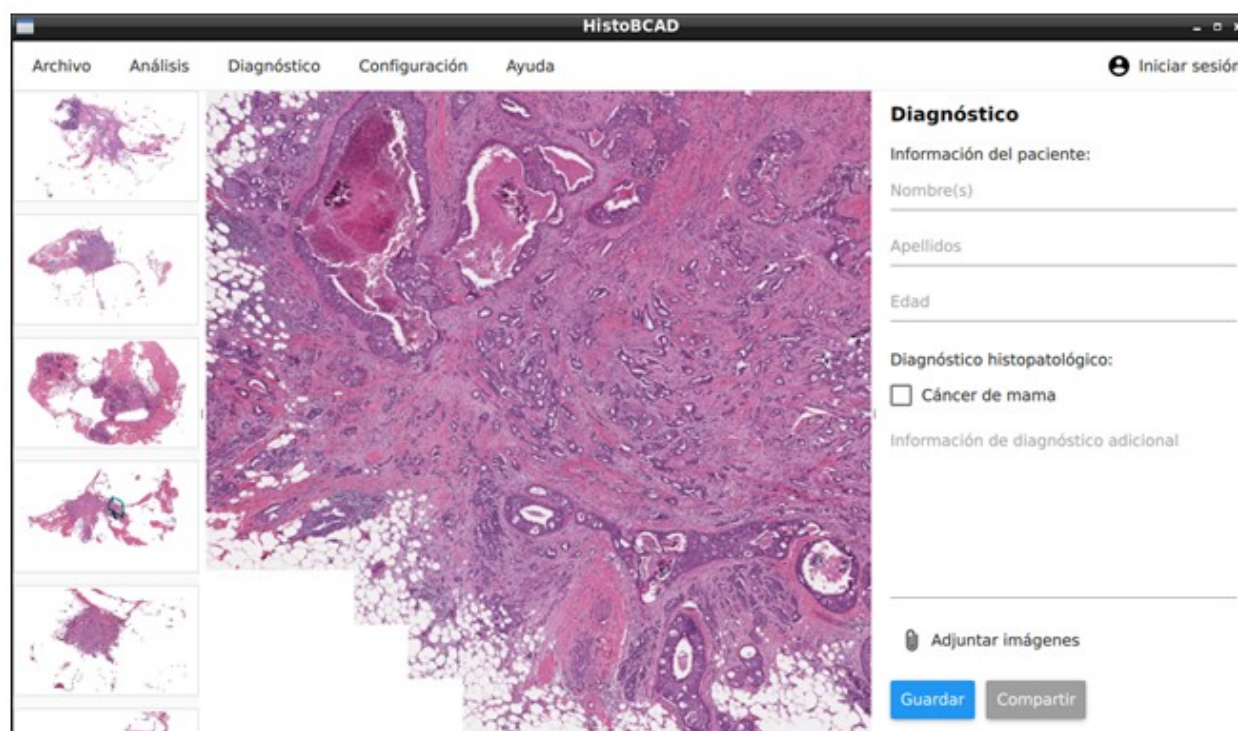 HistoBCAD
Archivo Análisis Diagnóstico Configuración Ayuda Iniciar sesión
Diagnóstico
Información del paciente:
Nombre(s)
Apellidos
Edad
Diagnóstico histopatológico:
Cáncer de mama
Información de diagnóstico adicional
Adjuntar imágenes
Guardar Compartir